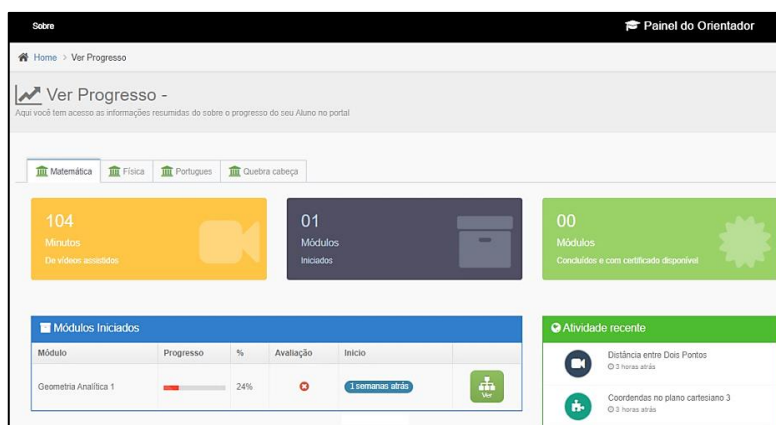 Sobre
Painel do Orientador
Home > Ver Progresso
Ver Progresso -
Aqui você tem acesso as informações resumidas do sobre o progresso do seu Aluno no portal
Matemática Física Portugues Quebra cabeça
104
Minutos
De vídeos assistidos
01
Módulos
Iniciados
00
Módulos
Concluídos e com certificado disponível
Módulos Iniciados
Módulo Progresso % Avaliação Inicio
Geometria Analítica 1 24% 1 semanas atrás Ver
Atividade recente
Distância entre Dois Pontos
3 horas atrás
Coordendas no plano cartesiano 3
3 horas atrás